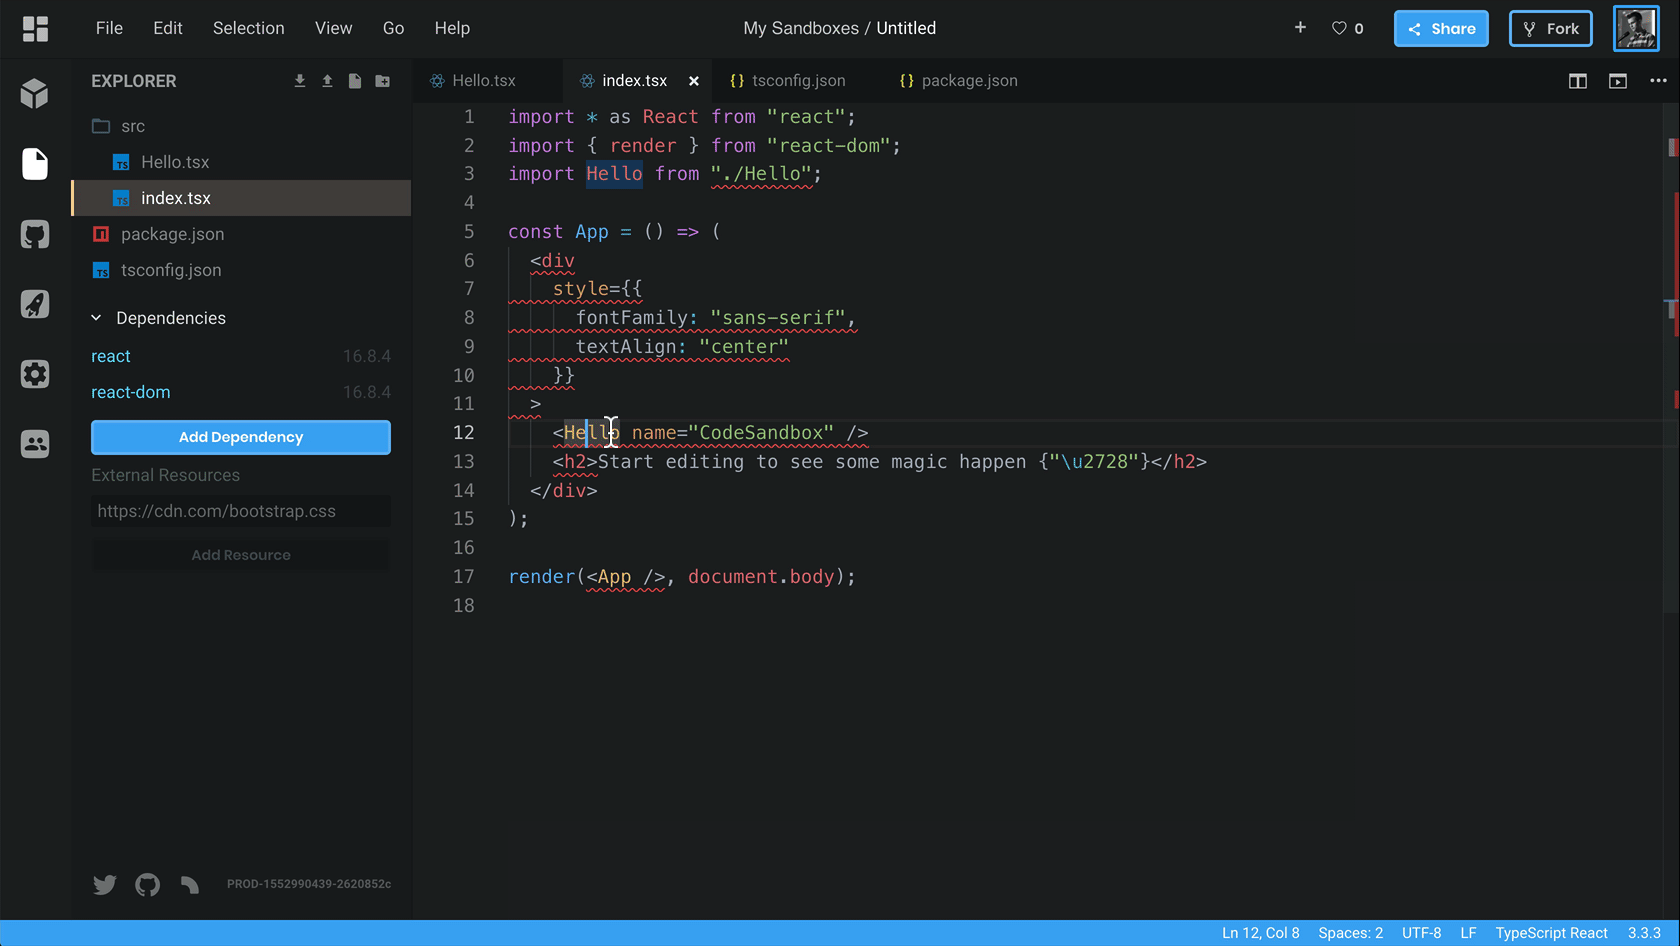 File Edit Selection View Go Help
My Sandboxes / Untitled
+ 0 Share Fork
EXPLORER
src
Hello.tsx
index.tsx
package.json
tsconfig.json
Dependencies
react 16.8.4
react-dom 16.8.4
Add Dependency
External Resources
https://cdn.com/bootstrap.css
Add Resource
PROD-1552990439-2620852c
Hello.tsx index.tsx × {} tsconfig.json {} package.json
1 import * as React from "react";
2 import { render } from "react-dom";
3 import Hello from "./Hello";
4
5 const App = () => (
6 <div
7 style={{
8 fontFamily: "sans-serif",
9 textAlign: "center"
10 }}
11 >
12 <Hello name="CodeSandbox" />
13 <h2>Start editing to see some magic happen {"\u2728"}</h2>
14 </div>
15 );
16
17 render(<App />, document.body);
18
Ln 12, Col 8 Spaces: 2 UTF-8 LF TypeScript React 3.3.3